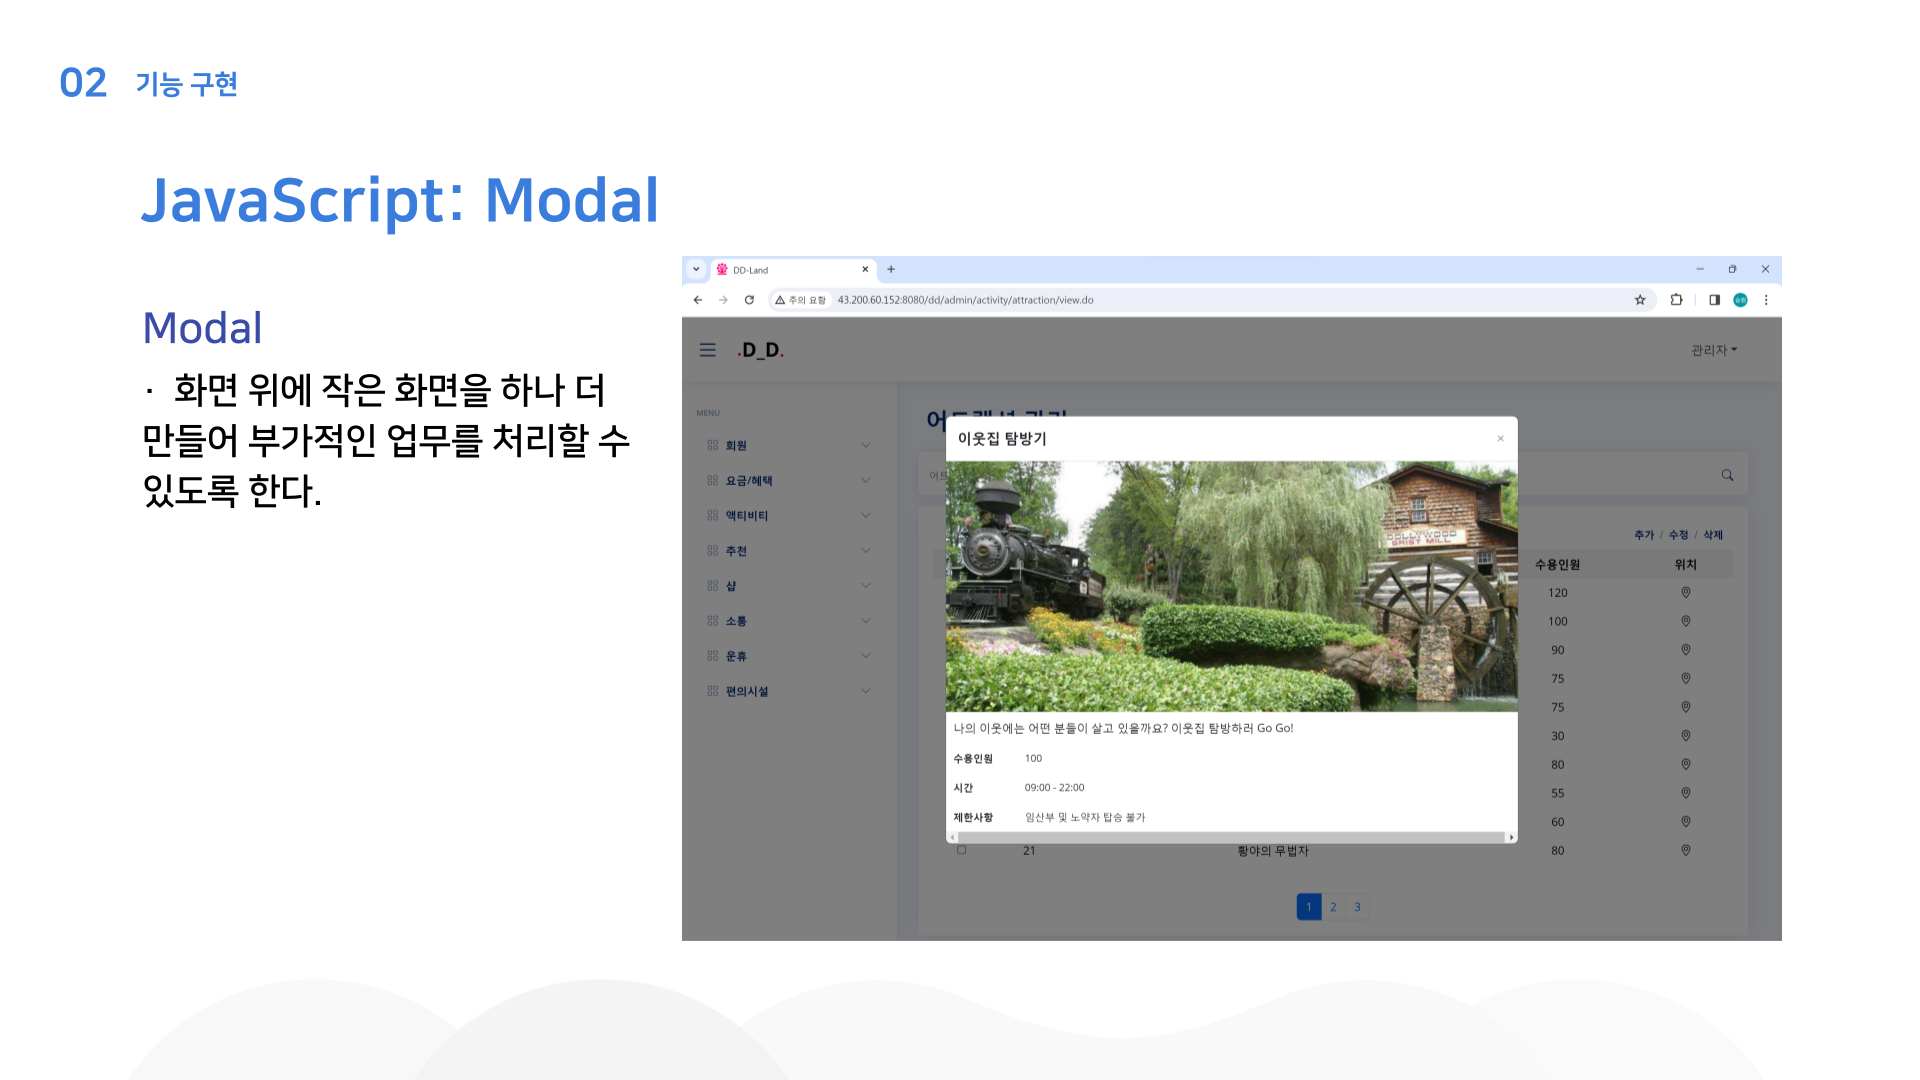 02 기능 구현
JavaScript: Modal
Modal
· 화면 위에 작은 화면을 하나 더
만들어 부가적인 업무를 처리할 수
있도록 한다.
DD-Land
주의 요함 43.200.60.152:8080/dd/admin/activity/attraction/view.do
.D_D.
관리자
MENU
회원
요금/혜택
액티비티
추천
샵
소통
운휴
편의시설
이웃집 탐방기
DOLLYWOOD
GRIST MILL
나의 이웃에는 어떤 분들이 살고 있을까요? 이웃집 탐방하러 Go Go!
수용인원 100
시간 09:00 - 22:00
제한사항 임산부 및 노약자 탑승 불가
추가 / 수정 / 삭제
수용인원 위치
120
100
90
75
75
30
80
55
60
21 황야의 무법자 80
1 2 3